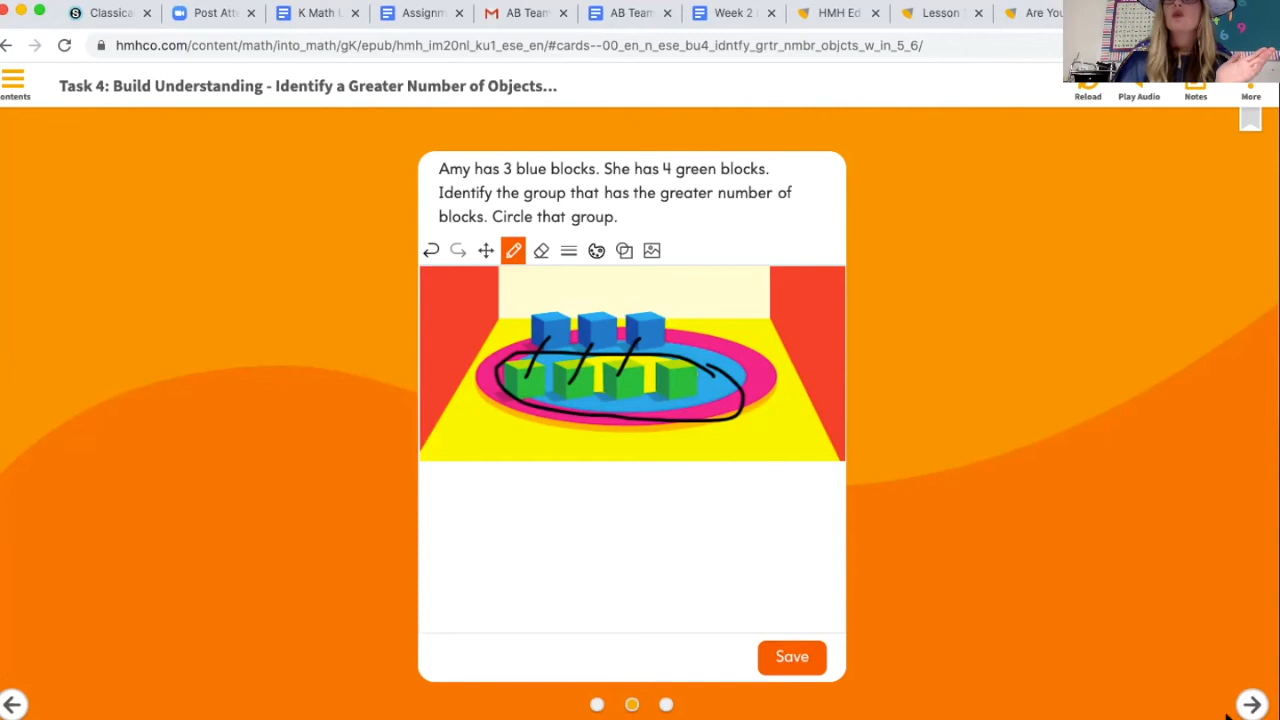 Classica
Post Atte
K Math L
Assignm
AB Team
AB Team
Week 2
HMH Ed
Lesson
Are You
hmhco.com/content/math/into_math/gK/epub/hmh_im20nl_ku1_ese_en/#cards--00_en_n_ese_bu4_idntfy_grtr_nmbr_objcts_w_in_5_6/
ontents
Task 4: Build Understanding - Identify a Greater Number of Objects...
Reload
Play Audio
Notes
More
Amy has 3 blue blocks. She has 4 green blocks.
Identify the group that has the greater number of
blocks. Circle that group.
Save